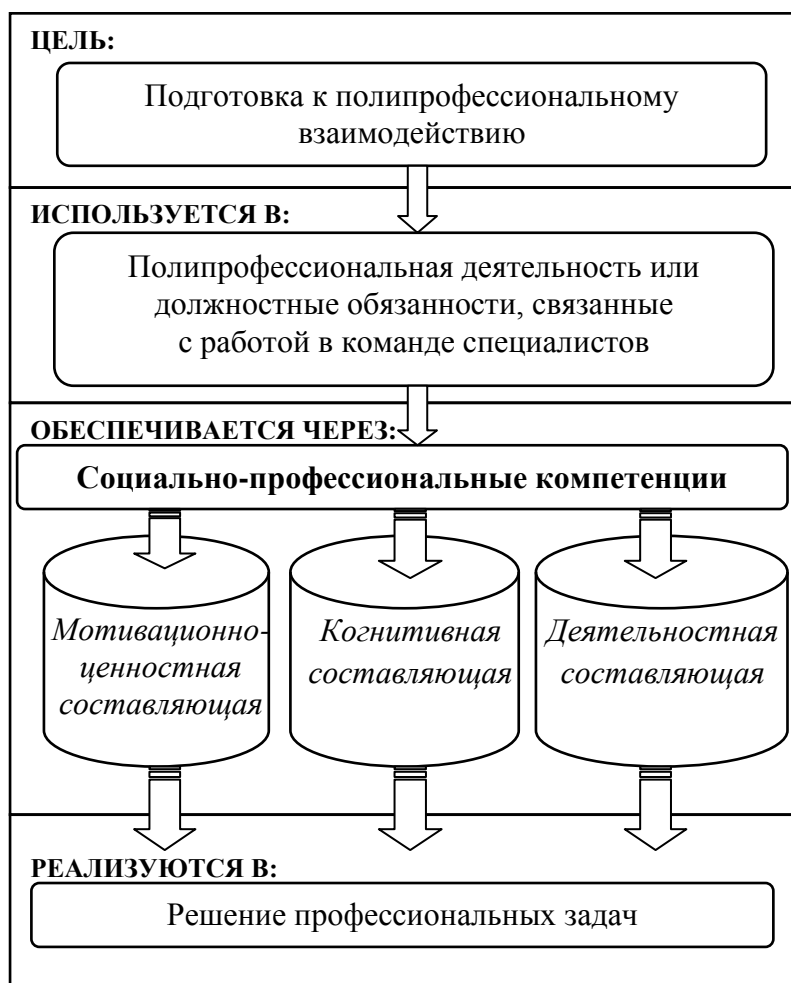 ЦЕЛЬ:
Подготовка к полипрофессиональному
взаимодействию
ИСПОЛЬЗУЕТСЯ В:
Полипрофессиональная деятельность или
должностные обязанности, связанные
с работой в команде специалистов
ОБЕСПЕЧИВАЕТСЯ ЧЕРЕЗ:
Социально-профессиональные компетенции
Мотивационно-
ценностная
составляющая
Когнитивная
составляющая
Деятельностная
составляющая
РЕАЛИЗУЮТСЯ В:
Решение профессиональных задач